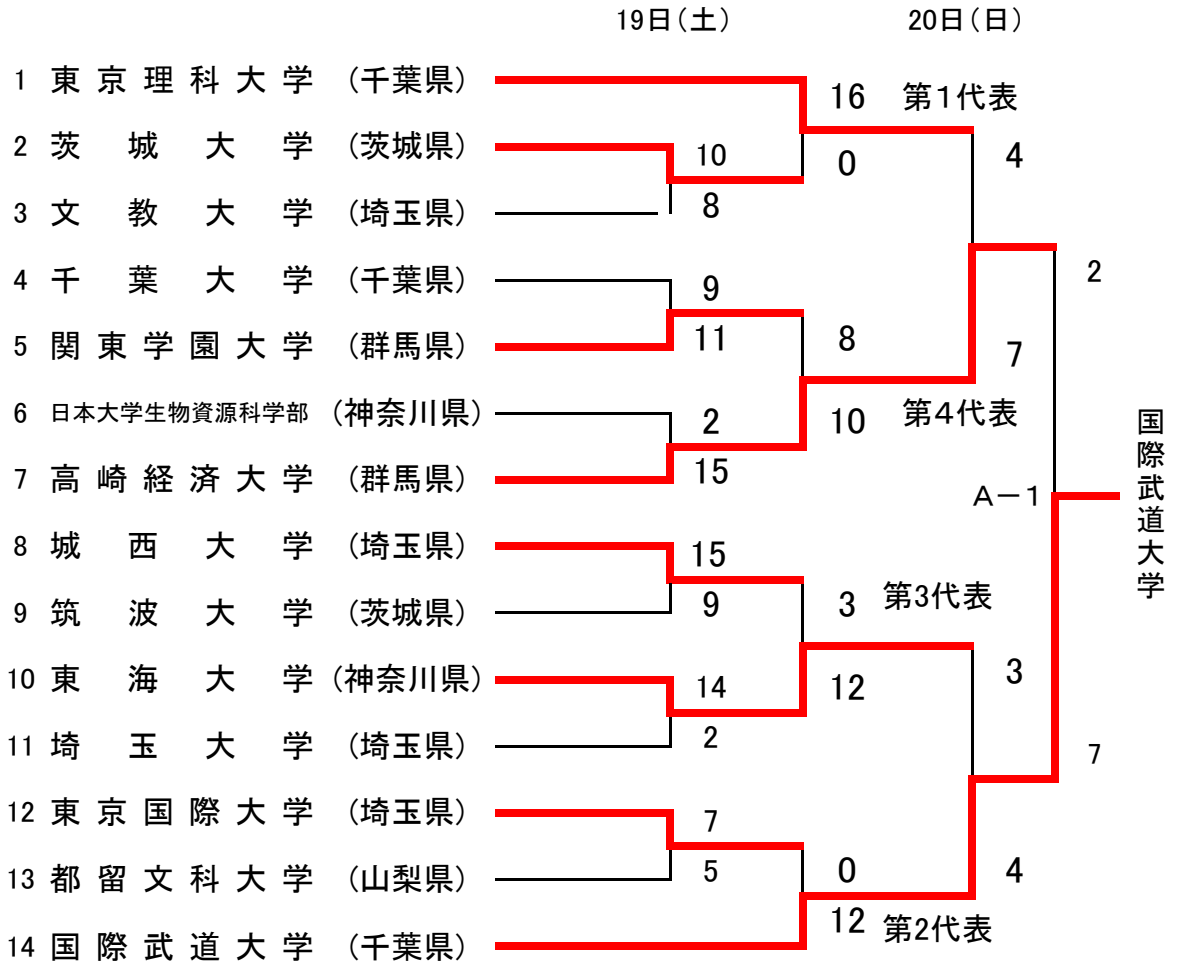 19日(土) 20日(日)
1 東京理科大学 (千葉県)
16 第1代表
2 茨城大学 (茨城県)
10
0
4
3 文教大学 (埼玉県)
8
4 千葉大学 (千葉県)
9
2
5 関東学園大学 (群馬県)
11
8
7
6 日本大学生物資源科学部 (神奈川県)
2
10 第4代表
7 高崎経済大学 (群馬県)
15
A-1
国際武道大学
8 城西大学 (埼玉県)
15
9 筑波大学 (茨城県)
9
3 第3代表
10 東海大学 (神奈川県)
14
12
3
11 埼玉大学 (埼玉県)
2
7
12 東京国際大学 (埼玉県)
7
13 都留文科大学 (山梨県)
5
0
4
12 第2代表
14 国際武道大学 (千葉県)